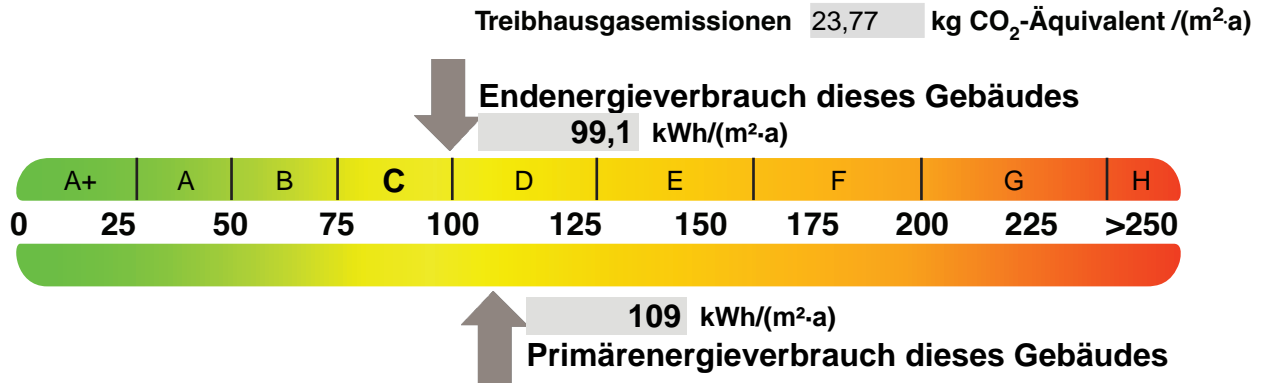 Treibhausgasemissionen 23,77 kg CO₂-Äquivalent /(m²·a)
Endenergieverbrauch dieses Gebäudes
99,1 kWh/(m²·a)
A+ A B C D E F G H
0 25 50 75 100 125 150 175 200 225 >250
109 kWh/(m²·a)
Primärenergieverbrauch dieses Gebäudes